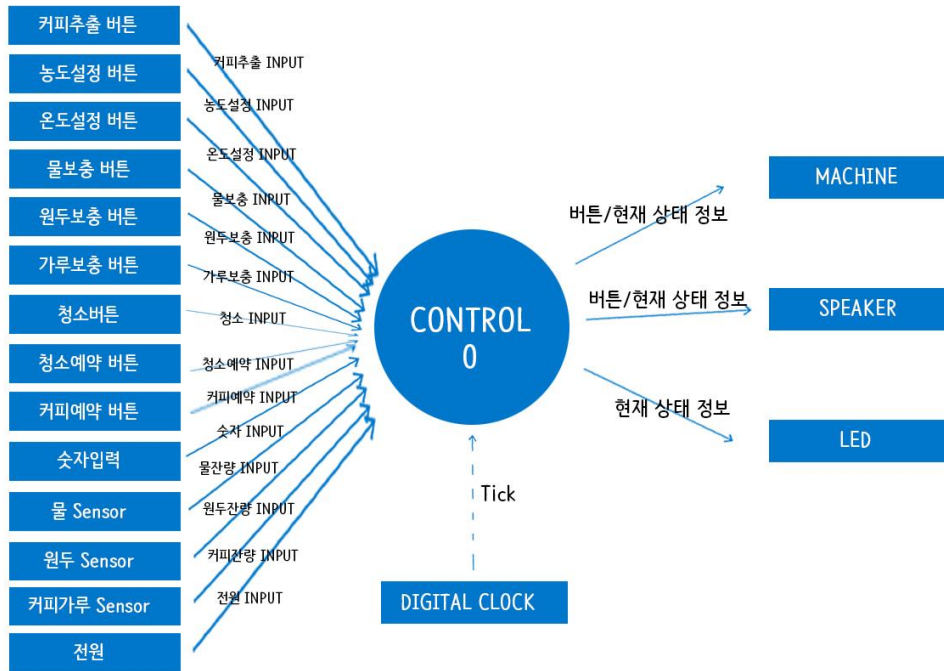 커피추출 버튼
농도설정 버튼
온도설정 버튼
물보충 버튼
원두보충 버튼
가루보충 버튼
청소버튼
청소예약 버튼
커피예약 버튼
숫자입력
물 Sensor
원두 Sensor
커피가루 Sensor
전원
커피추출 INPUT
농도설정 INPUT
온도설정 INPUT
물보충 INPUT
원두보충 INPUT
가루보충 INPUT
청소 INPUT
청소예약 INPUT
커피예약 INPUT
숫자 INPUT
물잔량 INPUT
원두잔량 INPUT
커피잔량 INPUT
전원 INPUT
CONTROL
0
Tick
DIGITAL CLOCK
버튼/현재 상태 정보
버튼/현재 상태 정보
현재 상태 정보
MACHINE
SPEAKER
LED